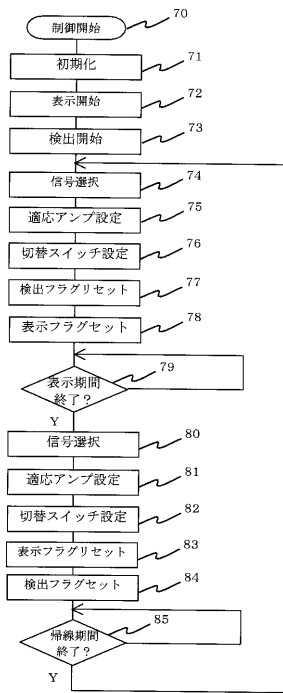 制御開始
70
初期化
71
表示開始
72
検出開始
73
信号選択
74
適応アンプ設定
75
切替スイッチ設定
76
検出フラグリセット
77
表示フラグセット
78
表示期間
終了?
79
Y
信号選択
80
適応アンプ設定
81
切替スイッチ設定
82
表示フラグリセット
83
検出フラグセット
84
帰線期間
終了?
85
Y